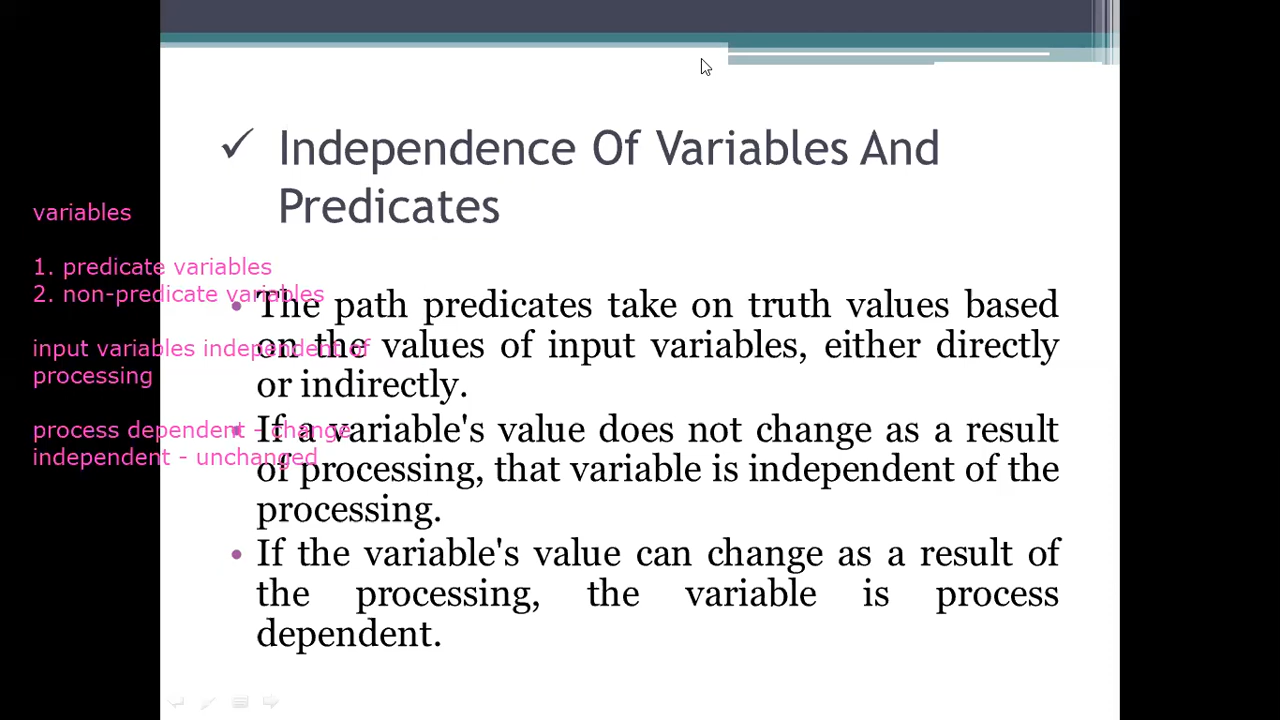 ✓ Independence Of Variables And
Predicates
variables
1. predicate variables
2. non-predicate variables
input variables independent of
processing
process dependent - change
independent - unchanged
• The path predicates take on truth values based
on the values of input variables, either directly
or indirectly.
• If a variable's value does not change as a result
of processing, that variable is independent of the
processing.
• If the variable's value can change as a result of
the processing, the variable is process
dependent.